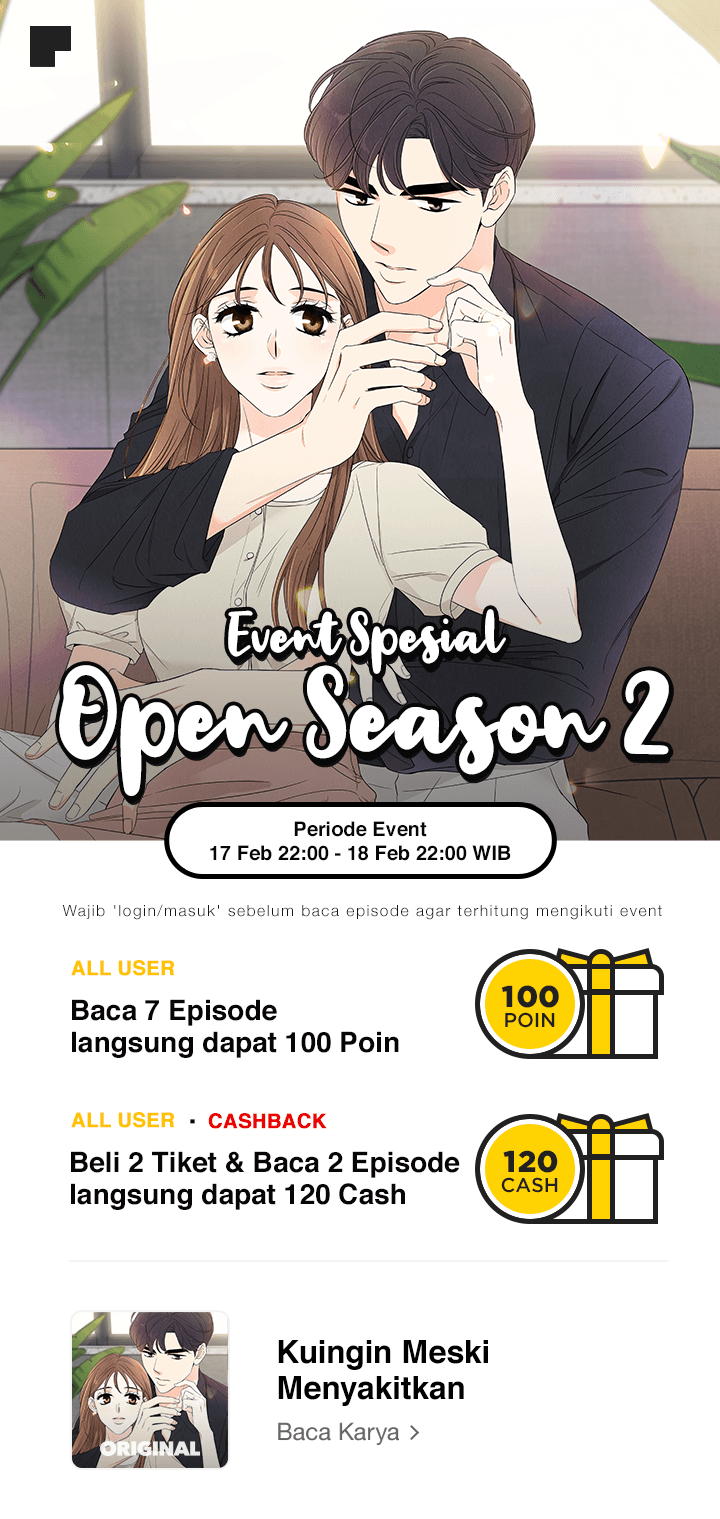 Event Spesial
Open Season 2
Periode Event
17 Feb 22:00 - 18 Feb 22:00 WIB
Wajib 'login/masuk' sebelum baca episode agar terhitung mengikuti event
ALL USER
Baca 7 Episode
langsung dapat 100 Poin
100
POIN
ALL USER · CASHBACK
Beli 2 Tiket & Baca 2 Episode
langsung dapat 120 Cash
120
CASH
ORIGINAL
Kuingin Meski
Menyakitkan
Baca Karya >